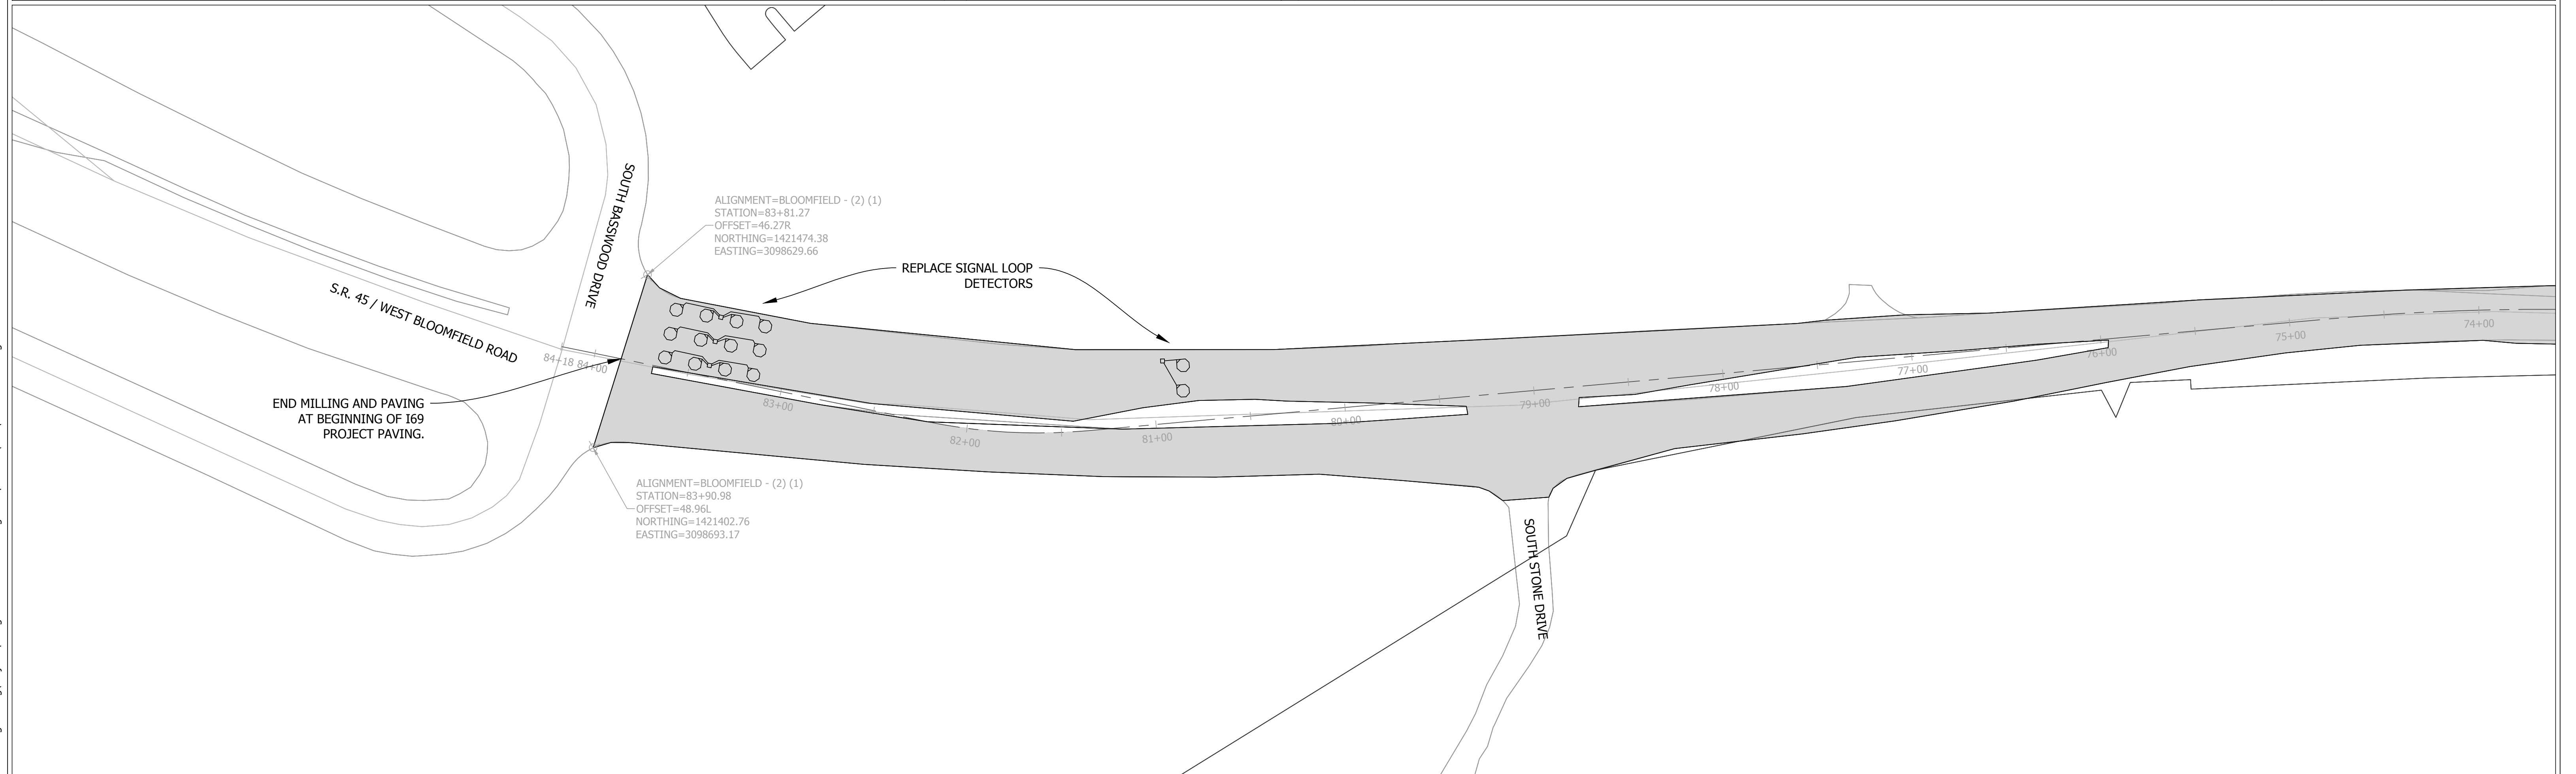 SOUTH BASSWOOD DRIVE
ALIGNMENT=BLOOMFIELD - (2) (1)
STATION=83+81.27
OFFSET=46.27R
NORTHING=1421474.38
EASTING=3098629.66
REPLACE SIGNAL LOOP
DETECTORS
S.R. 45 / WEST BLOOMFIELD ROAD
84+18
84+00
83+00
82+00
81+00
80+00
79+00
78+00
77+00
76+00
75+00
74+00
END MILLING AND PAVING
AT BEGINNING OF I69
PROJECT PAVING.
ALIGNMENT=BLOOMFIELD - (2) (1)
STATION=83+90.98
OFFSET=48.96L
NORTHING=1421402.76
EASTING=3098693.17
SOUTH STONE DRIVE